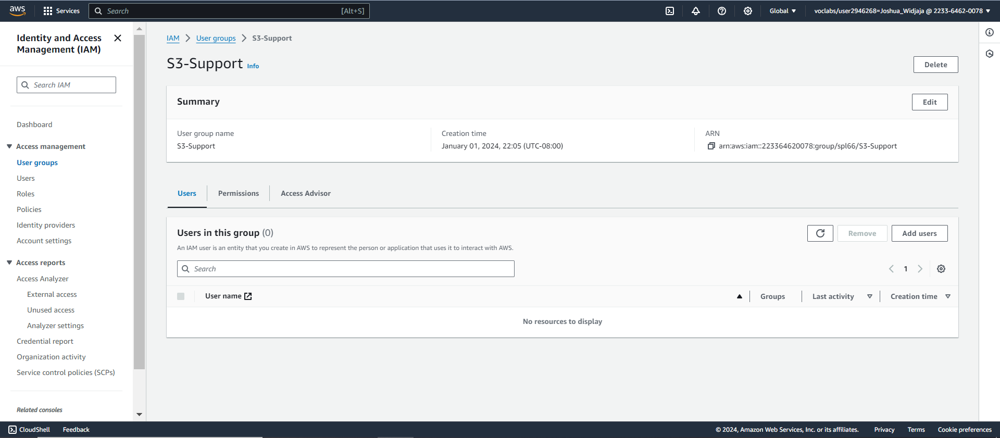 aws
Services
Search
[Alt+S]
Global
voclabs/user2946268=Joshua_Widjaja @ 2233-6462-0078
Identity and Access
Management (IAM)
Search IAM
Dashboard
Access management
User groups
Users
Roles
Policies
Identity providers
Account settings
Access reports
Access Analyzer
External access
Unused access
Analyzer settings
Credential report
Organization activity
Service control policies (SCPs)
Related consoles
IAM
User groups
S3-Support
S3-Support Info
Delete
Summary
Edit
User group name
S3-Support
Creation time
January 01, 2024, 22:05 (UTC-08:00)
ARN
arn:aws:iam::223364620078:group/spl66/S3-Support
Users
Permissions
Access Advisor
Users in this group (0)
Remove
Add users
An IAM user is an entity that you create in AWS to represent the person or application that uses it to interact with AWS.
Search
1
User name
Groups
Last activity
Creation time
No resources to display
CloudShell
Feedback
© 2024, Amazon Web Services, Inc. or its affiliates.
Privacy
Terms
Cookie preferences